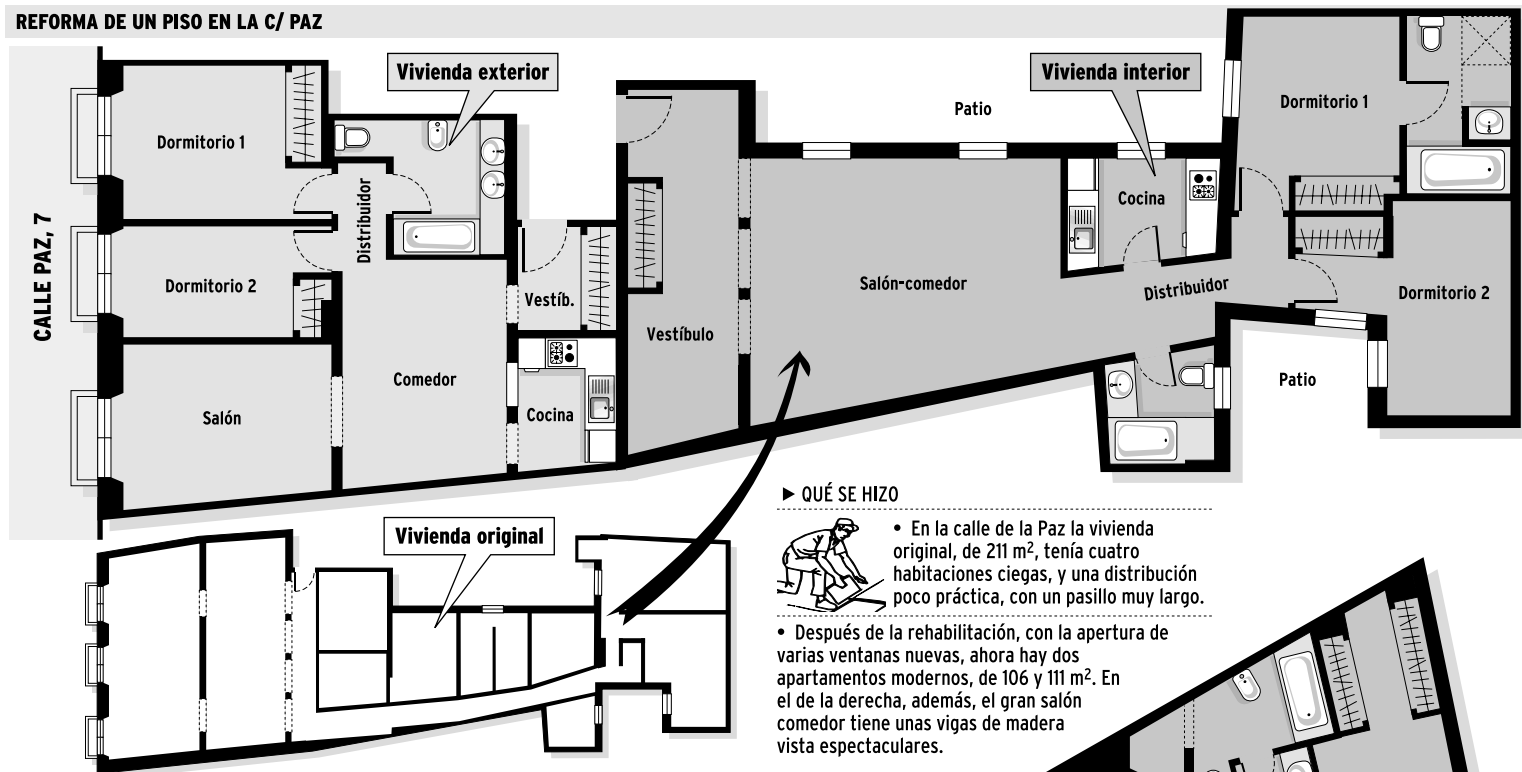 REFORMA DE UN PISO EN LA C/ PAZ
CALLE PAZ, 7
Vivienda exterior
Dormitorio 1
Distribuidor
Dormitorio 2
Vestíb.
Comedor
Salón
Cocina
Vivienda interior
Patio
Dormitorio 1
Cocina
Salón-comedor
Distribuidor
Dormitorio 2
Vestíbulo
Patio
Vivienda original
► QUÉ SE HIZO
• En la calle de la Paz la vivienda
original, de 211 m², tenía cuatro
habitaciones ciegas, y una distribución
poco práctica, con un pasillo muy largo.
• Después de la rehabilitación, con la apertura de
varias ventanas nuevas, ahora hay dos
apartamentos modernos, de 106 y 111 m². En
el de la derecha, además, el gran salón
comedor tiene unas vigas de madera
vista espectaculares.